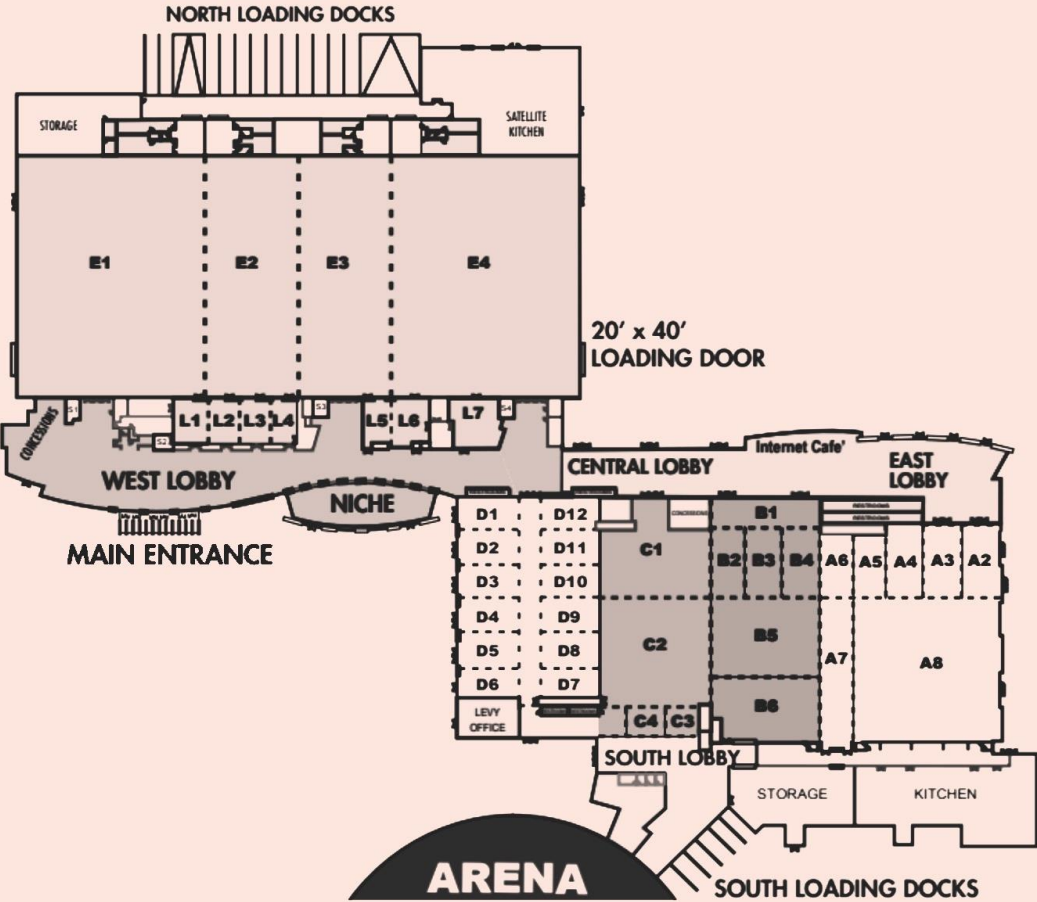 NORTH LOADING DOCKS
STORAGE
SATELLITE
KITCHEN
E1
E2
E3
E4
20' x 40'
LOADING DOOR
CONCESSIONS
S1
S2
L1
L2
L3
L4
S3
L5
L6
L7
S4
WEST LOBBY
NICHE
MAIN ENTRANCE
CENTRAL LOBBY
Internet Cafe'
EAST
LOBBY
RESTROOMS
RESTROOMS
CONCESSIONS
D1
D12
D2
D11
D3
D10
D4
D9
D5
D8
D6
D7
LEVY
OFFICE
C1
C2
C4
C3
B1
B2
B3
B4
B5
B6
A6
A5
A4
A3
A2
A7
A8
SOUTH LOBBY
STORAGE
KITCHEN
ARENA
SOUTH LOADING DOCKS